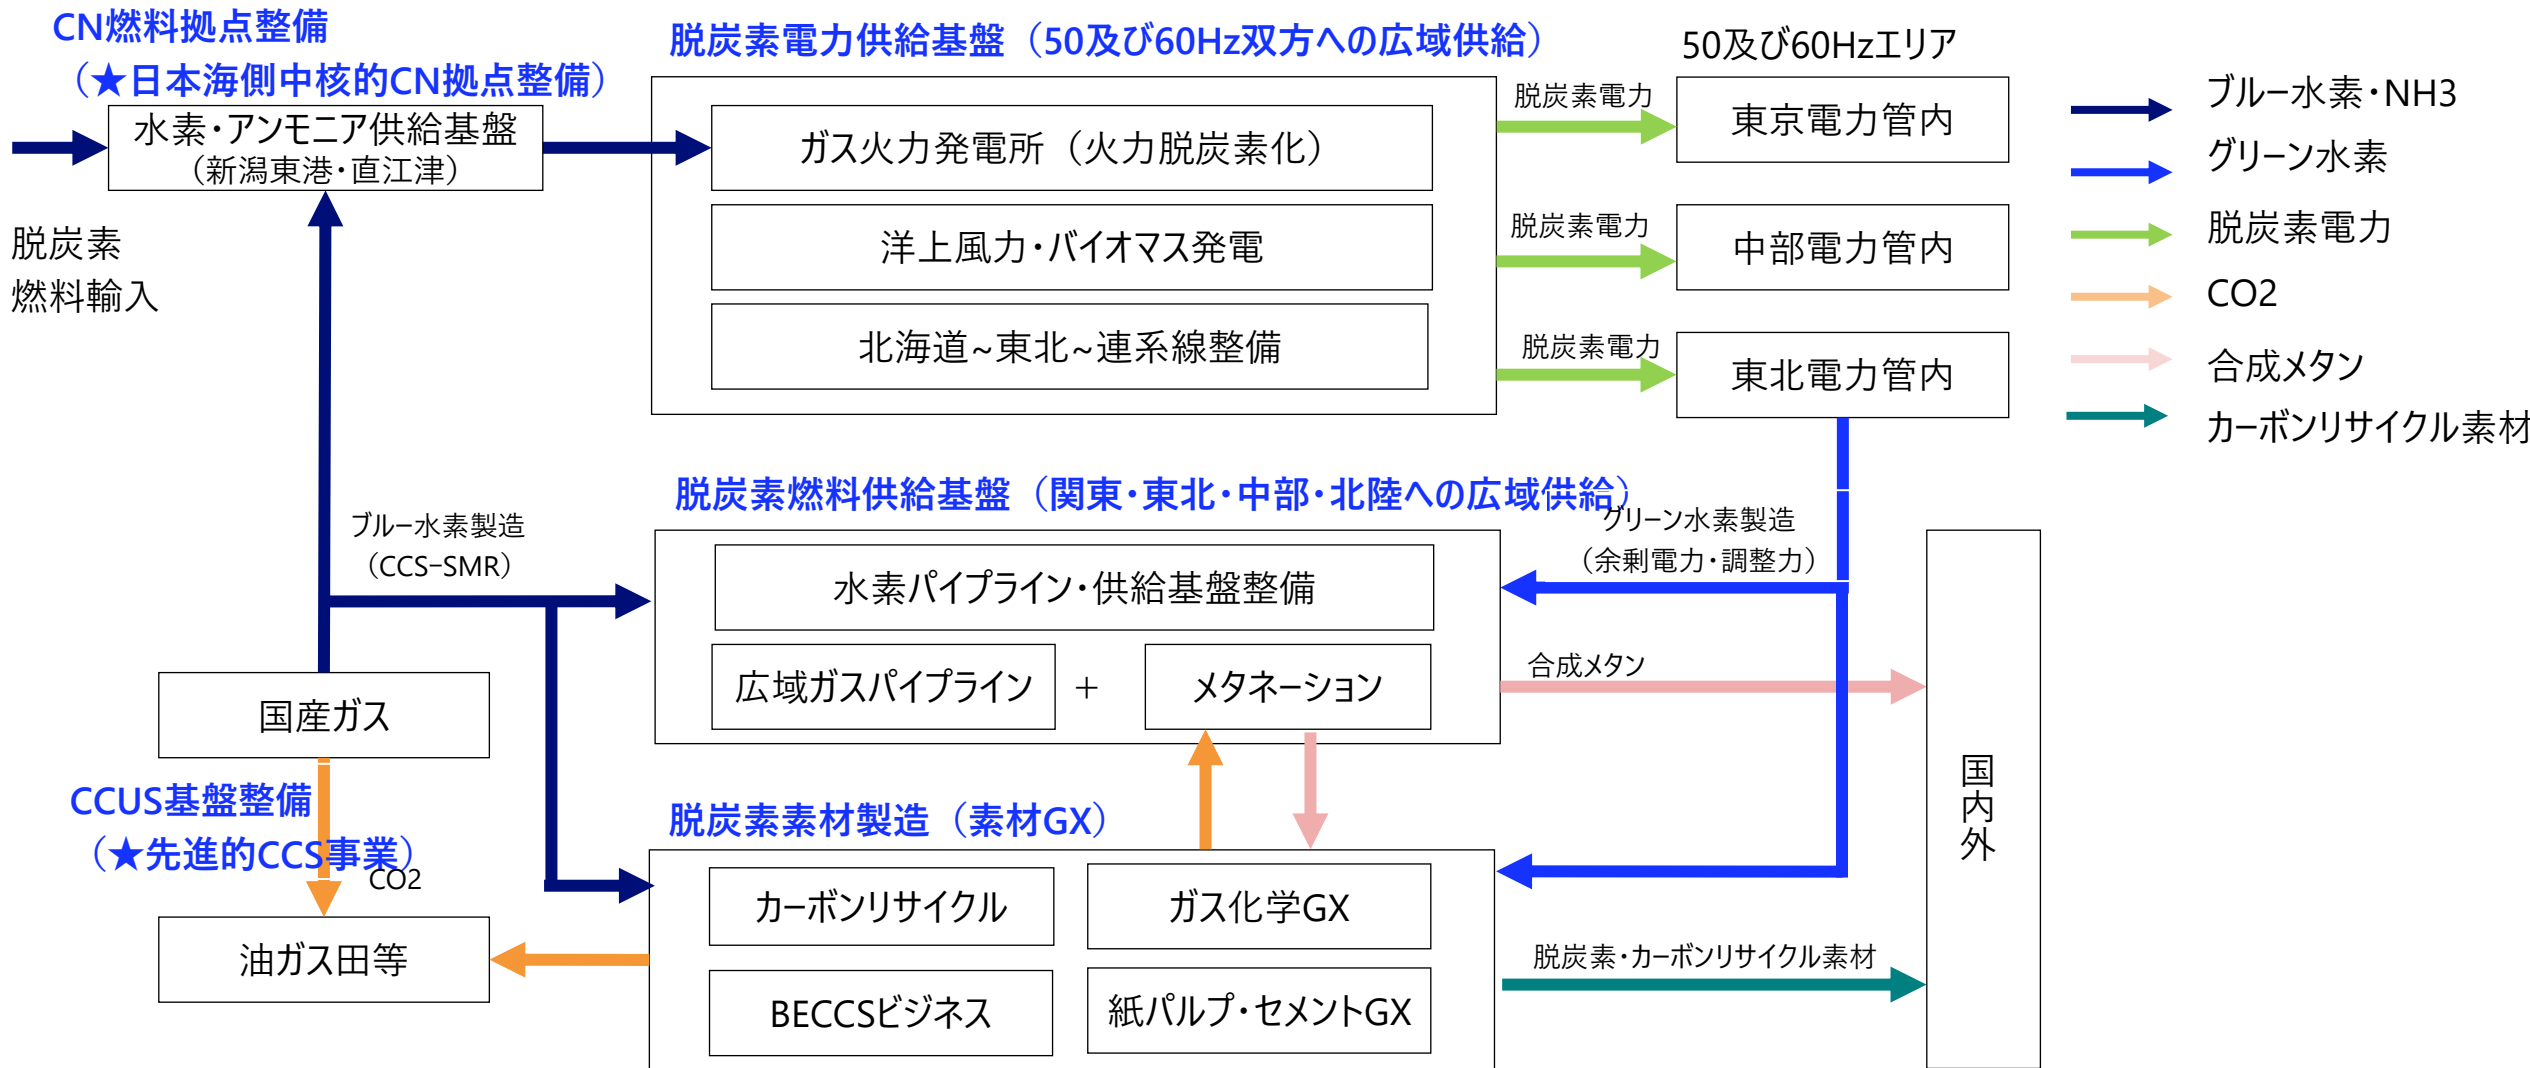 CN燃料拠点整備
（★日本海側中核的CN拠点整備）
水素・アンモニア供給基盤
（新潟東港・直江津）
脱炭素
燃料輸入
脱炭素電力供給基盤（50及び60Hz双方への広域供給）
ガス火力発電所（火力脱炭素化）
洋上風力・バイオマス発電
北海道~東北~連系線整備
脱炭素電力
脱炭素電力
脱炭素電力
50及び60Hzエリア
東京電力管内
中部電力管内
東北電力管内
ブルー水素・NH3
グリーン水素
脱炭素電力
CO2
合成メタン
カーボンリサイクル素材
ブルー水素製造
（CCS-SMR）
国産ガス
CCUS基盤整備
（★先進的CCS事業）
CO2
油ガス田等
脱炭素燃料供給基盤（関東・東北・中部・北陸への広域供給）
水素パイプライン・供給基盤整備
広域ガスパイプライン
+
メタネーション
グリーン水素製造
（余剰電力・調整力）
合成メタン
脱炭素素材製造（素材GX）
カーボンリサイクル
ガス化学GX
BECCSビジネス
紙パルプ・セメントGX
脱炭素・カーボンリサイクル素材
国内外